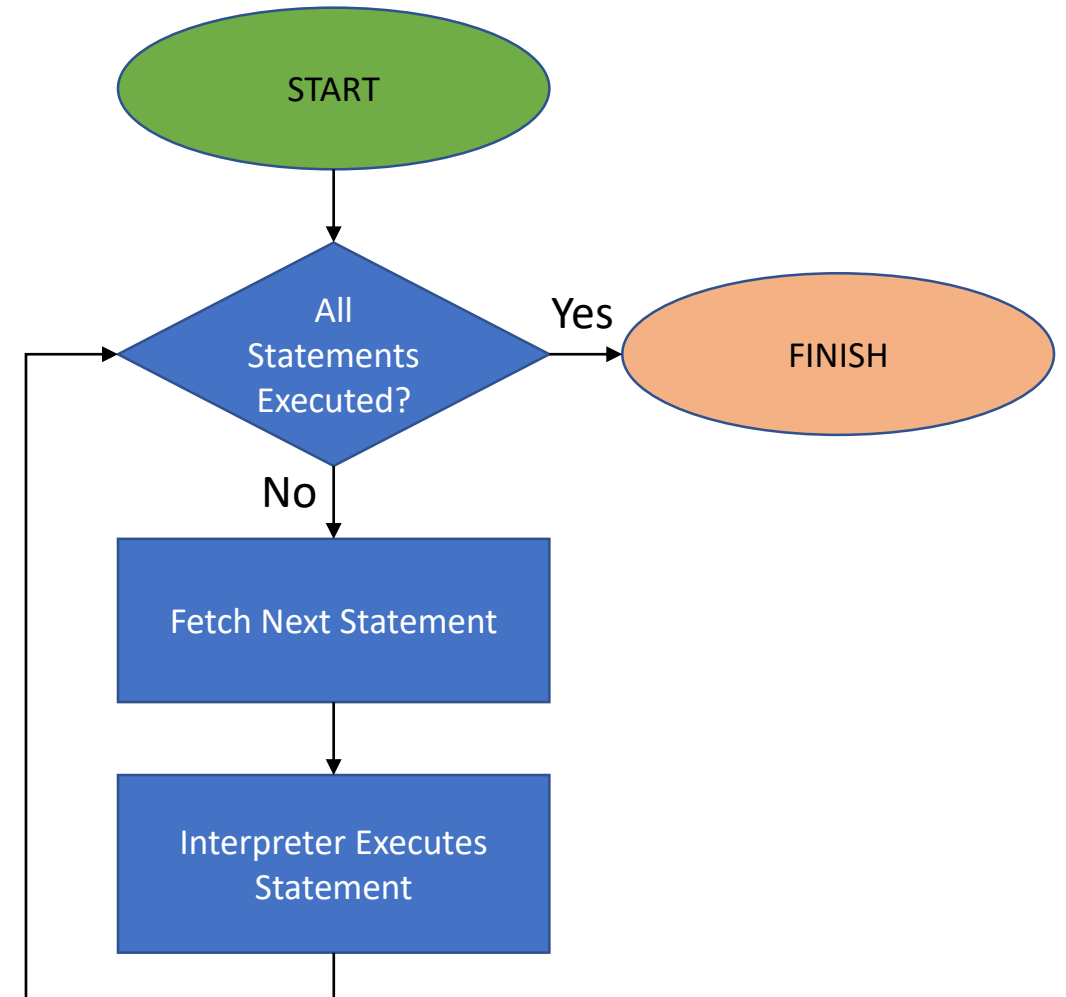 START
All
Statements
Executed?
Yes
FINISH
No
Fetch Next Statement
Interpreter Executes
Statement